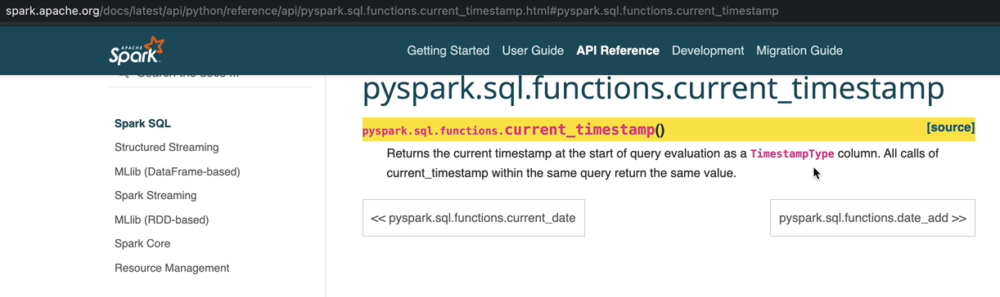 spark.apache.org/docs/latest/api/python/reference/api/pyspark.sql.functions.current_timestamp.html#pyspark.sql.functions.current_timestamp
APACHE
Spark
Getting Started User Guide API Reference Development Migration Guide
Search the docs ...
Spark SQL
Structured Streaming
MLlib (DataFrame-based)
Spark Streaming
MLlib (RDD-based)
Spark Core
Resource Management
pyspark.sql.functions.current_timestamp
pyspark.sql.functions.current_timestamp() [source]
Returns the current timestamp at the start of query evaluation as a TimestampType column. All calls of
current_timestamp within the same query return the same value.
<< pyspark.sql.functions.current_date
pyspark.sql.functions.date_add >>